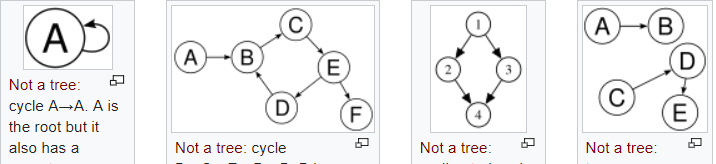 A
Not a tree:
cycle A→A. A is
the root but it
also has a
A
B
C
E
D
F
Not a tree: cycle
1
2
3
4
Not a tree:
A
B
D
C
E
Not a tree: